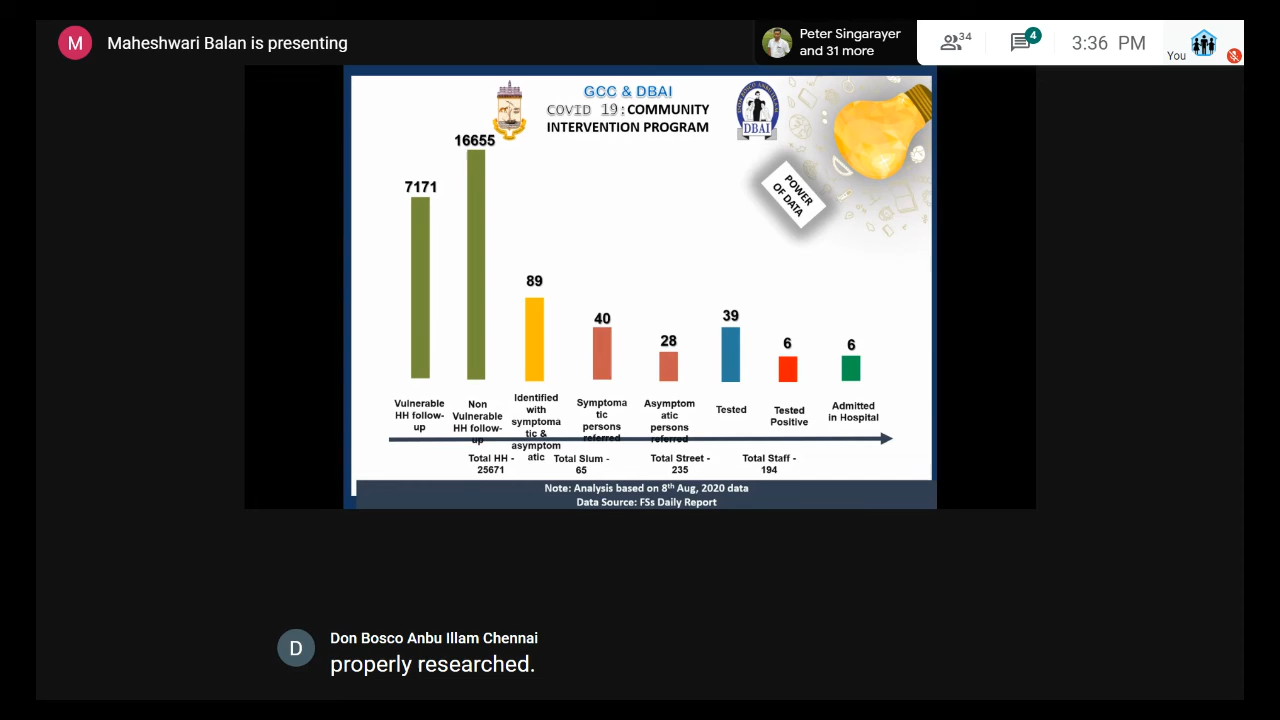 M
Maheshwari Balan is presenting
Peter Singarayer
and 31 more
34
4
3:36 PM
You
GCC & DBAI
COVID 19:COMMUNITY
INTERVENTION PROGRAM
DBAI
POWER
OF DATA
7171
16655
89
40
28
39
6
6
Vulnerable
HH follow-
up
Non
Vulnerable
HH follow-
up
Identified
with
symptoma
tic &
asymptom
atic
Symptoma
tic
persons
referred
Asymptom
atic
persons
referred
Tested
Tested
Positive
Admitted
in Hospital
Total HH -
25671
Total Slum -
65
Total Street -
235
Total Staff -
194
Note: Analysis based on 8th Aug, 2020 data
Data Source: FSs Daily Report
D
Don Bosco Anbu Illam Chennai
properly researched.